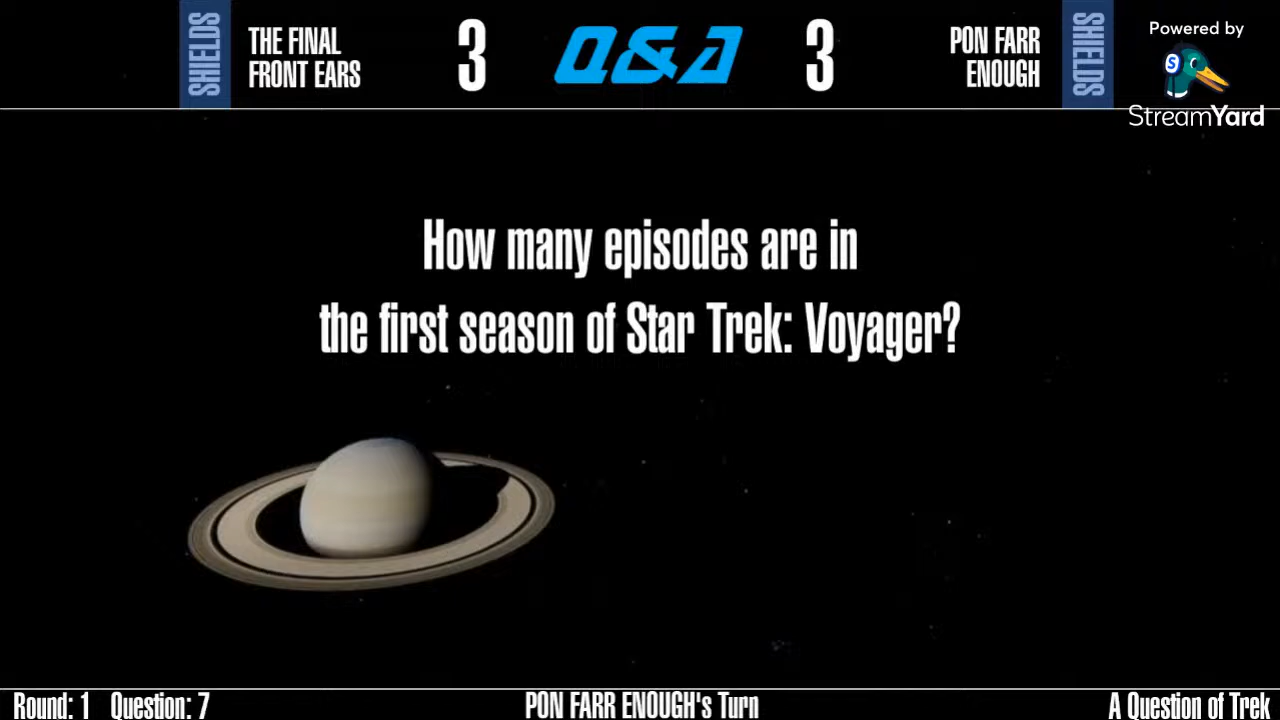 SHIELDS
THE FINAL
FRONT EARS
3
Q&A
3
PON FARR
ENOUGH
SHIELDS
Powered by
S
StreamYard
How many episodes are in
the first season of Star Trek: Voyager?
Round: 1 Question: 7
PON FARR ENOUGH's Turn
A Question of Trek